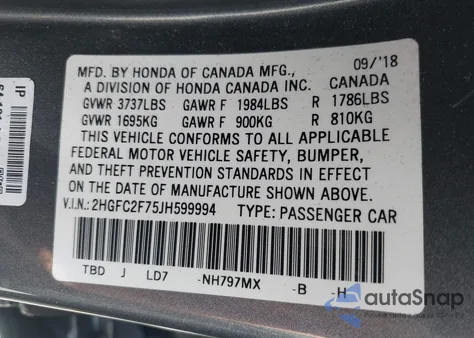 09/'18
MFD. BY HONDA OF CANADA MFG.,
A DIVISION OF HONDA CANADA INC. CANADA
GVWR 3737LBS GAWR F 1984LBS R 1786LBS
GVWR 1695KG GAWR F 900KG R 810KG
THIS VEHICLE CONFORMS TO ALL APPLICABLE
FEDERAL MOTOR VEHICLE SAFETY, BUMPER,
AND THEFT PREVENTION STANDARDS IN EFFECT
ON THE DATE OF MANUFACTURE SHOWN ABOVE.
V.I.N.: 2HGFC2F75JH599994 TYPE: PASSENGER CAR
TBD J LD7 -NH797MX -B -H
IP
autoSnap